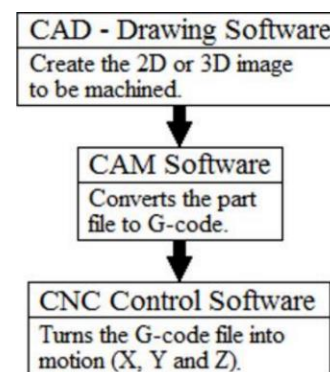 CAD - Drawing Software
Create the 2D or 3D image
to be machined.
CAM Software
Converts the part
file to G-code.
CNC Control Software
Turns the G-code file into
motion (X, Y and Z).